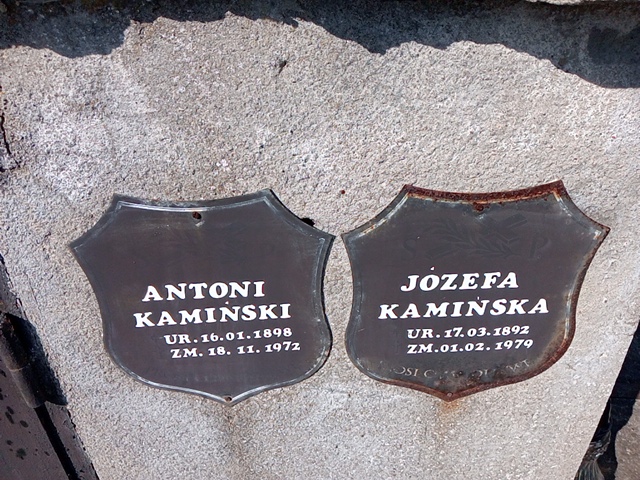 ANTONI
KAMIŃSKI
UR. 16.01.1898
ZM. 18. 11. 1972
JÓZEFA
KAMIŃSKA
UR. 17.03.1892
ZM. 01.02. 1979